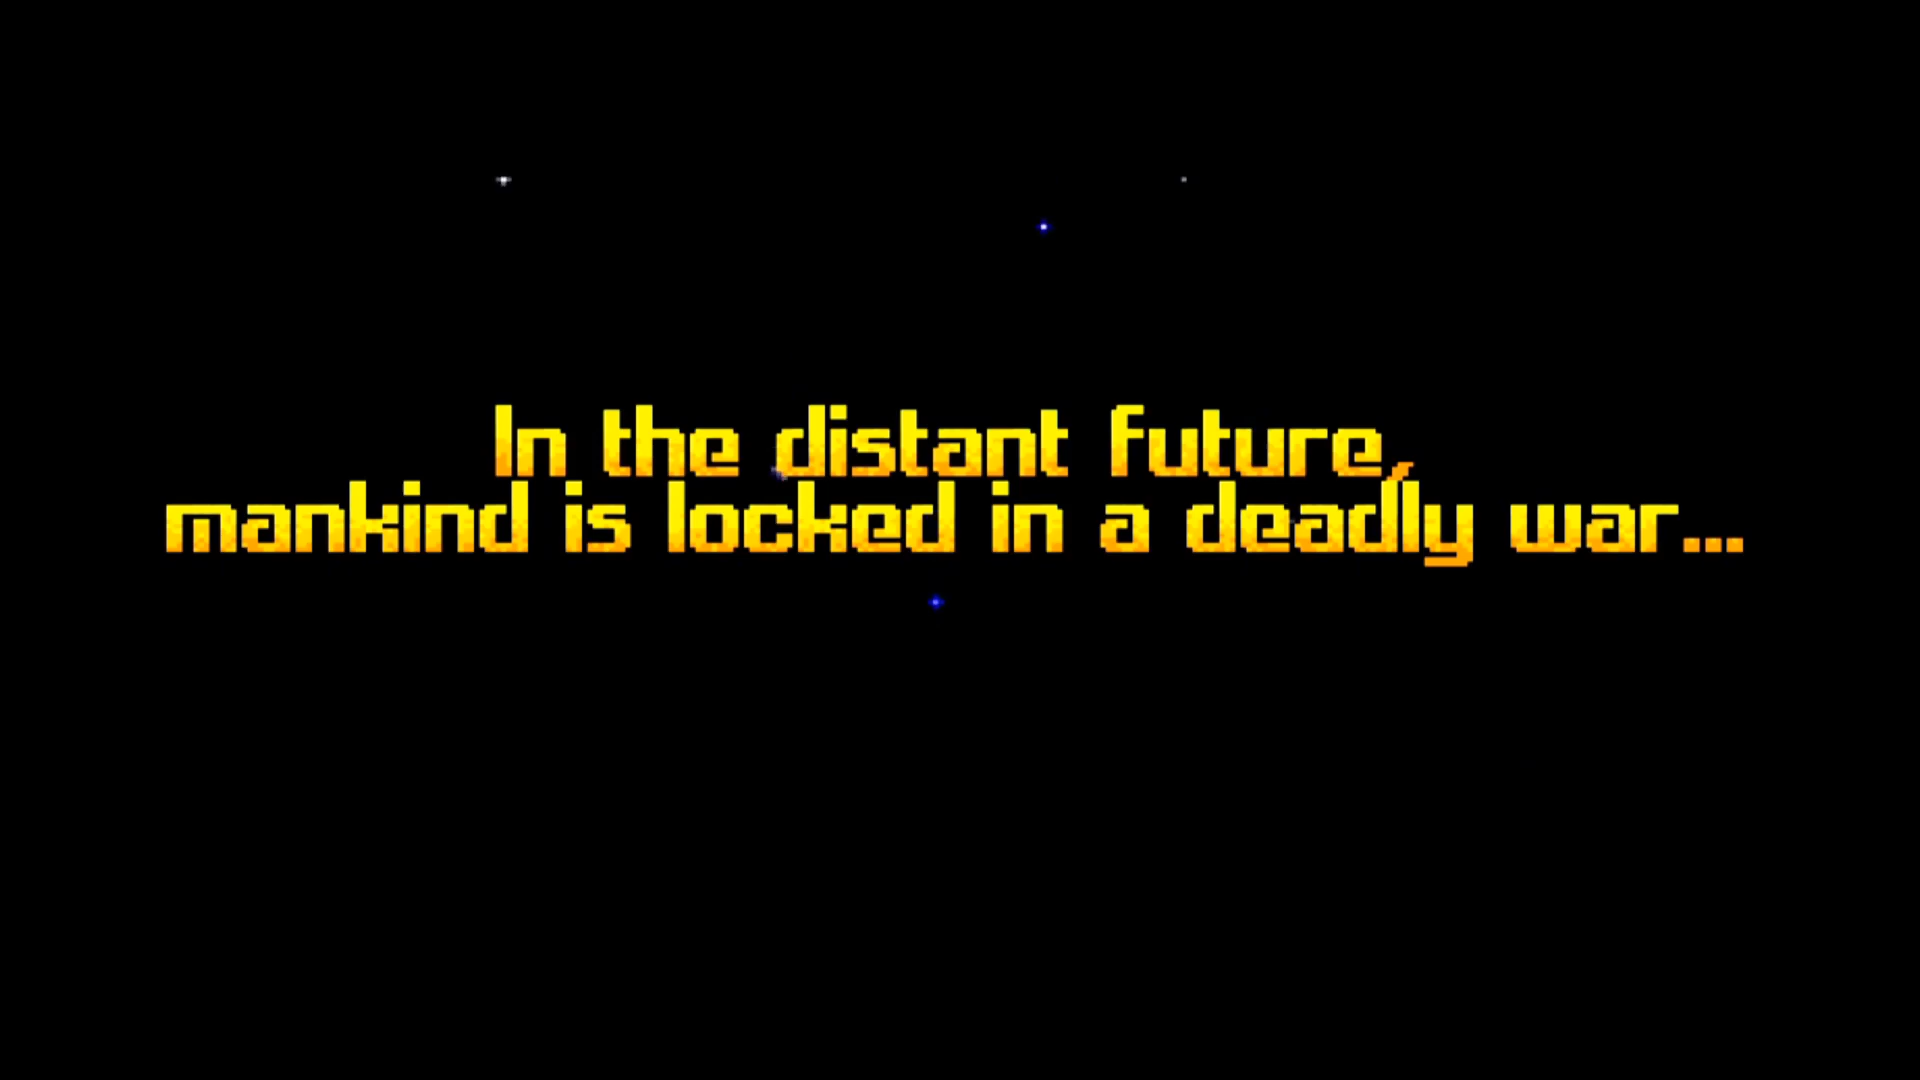 In the distant future,
mankind is locked in a deadly war...